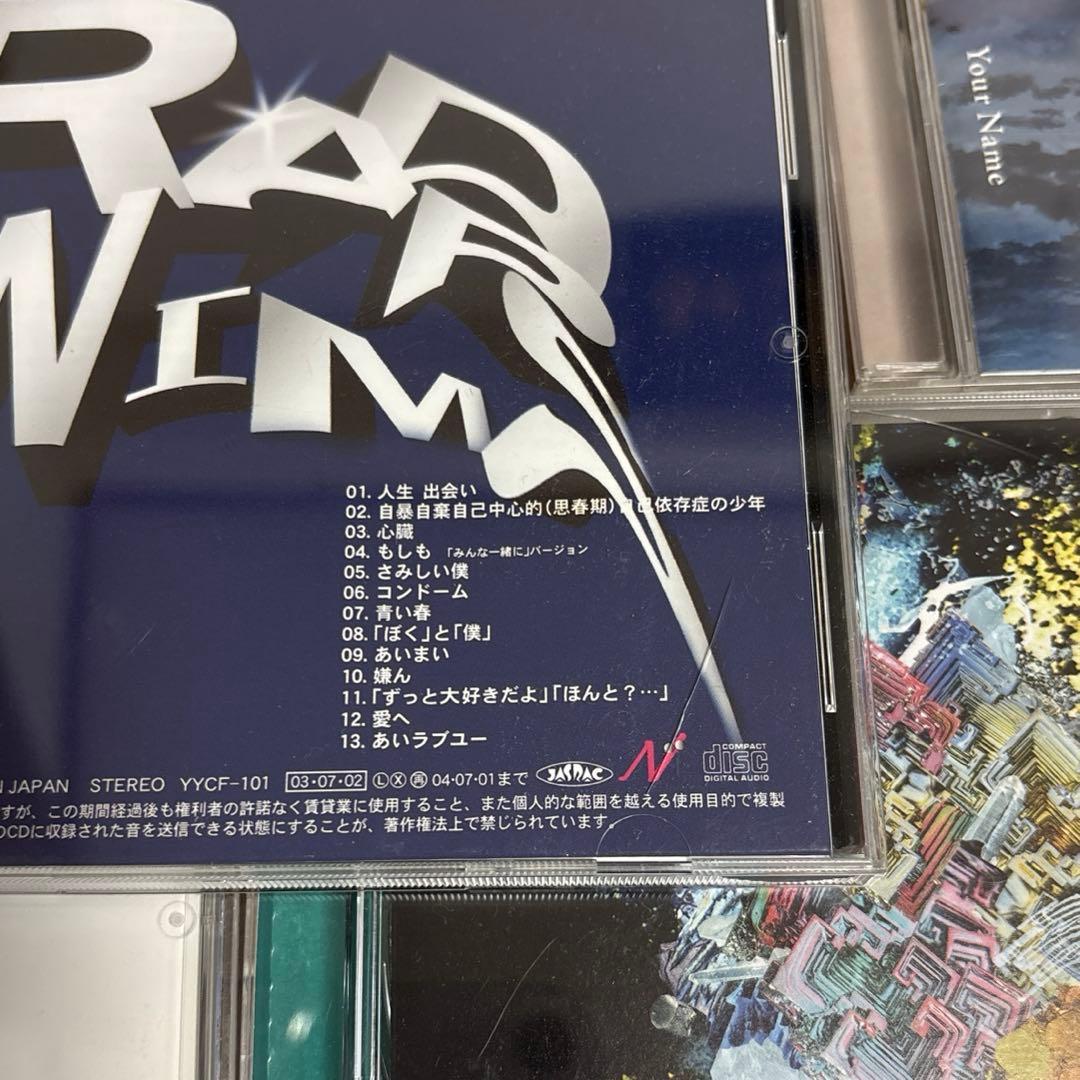 RADWIMPS
Your Name
01. 人生 出会い
02. 自暴自棄自己中心的(思春期)自己依存症の少年
03. 心臓
04. もしも 「みんな一緒に」バージョン
05. さみしい僕
06. コンドーム
07. 青い春
08. 「ぼく」と「僕」
09. あいまい
10. 嫌ん
11. 「ずっと大好きだよ」「ほんと?…」
12. 愛へ
13. あいラブユー
N JAPAN STEREO YYCF-101 03・07・02 Ⓛ Ⓧ 再 04・07・01まで JASRAC N COMPACT disc DIGITAL AUDIO
すが、この期間経過後も権利者の許諾なく賃貸業に使用すること、また個人的な範囲を越える使用目的で複製
CDに収録された音を送信できる状態にすることが、著作権法上で禁じられています。